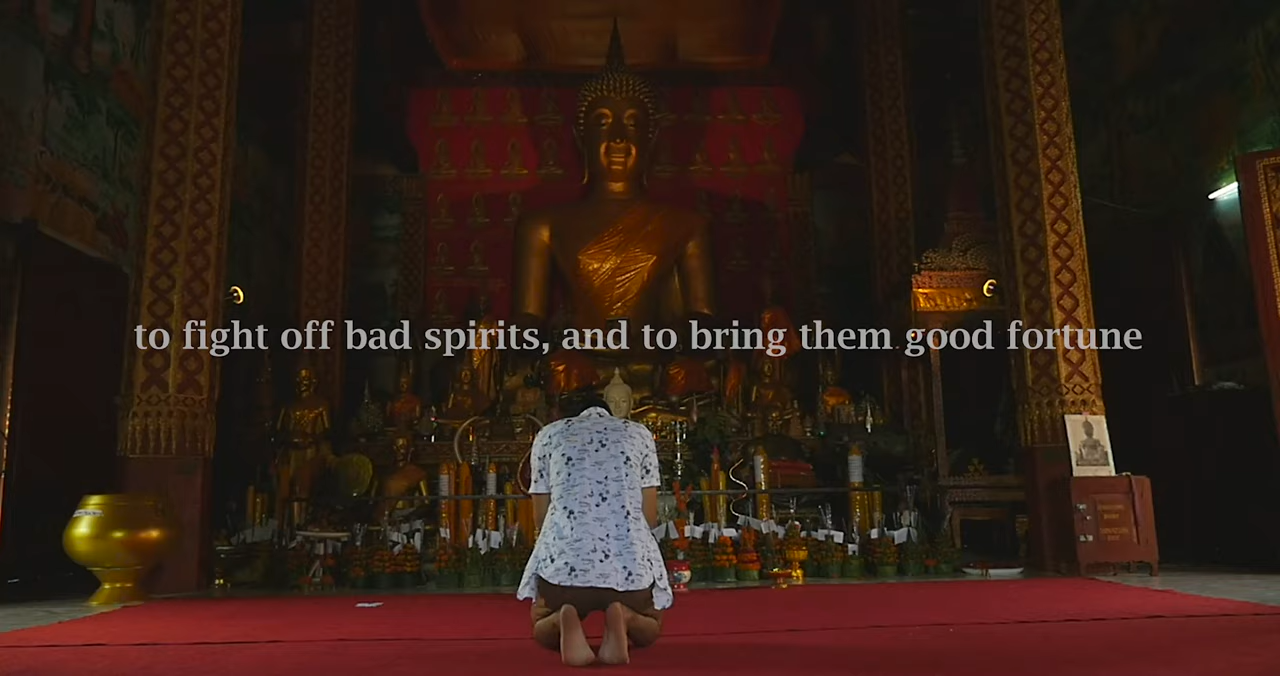 to fight off bad spirits, and to bring them good fortune